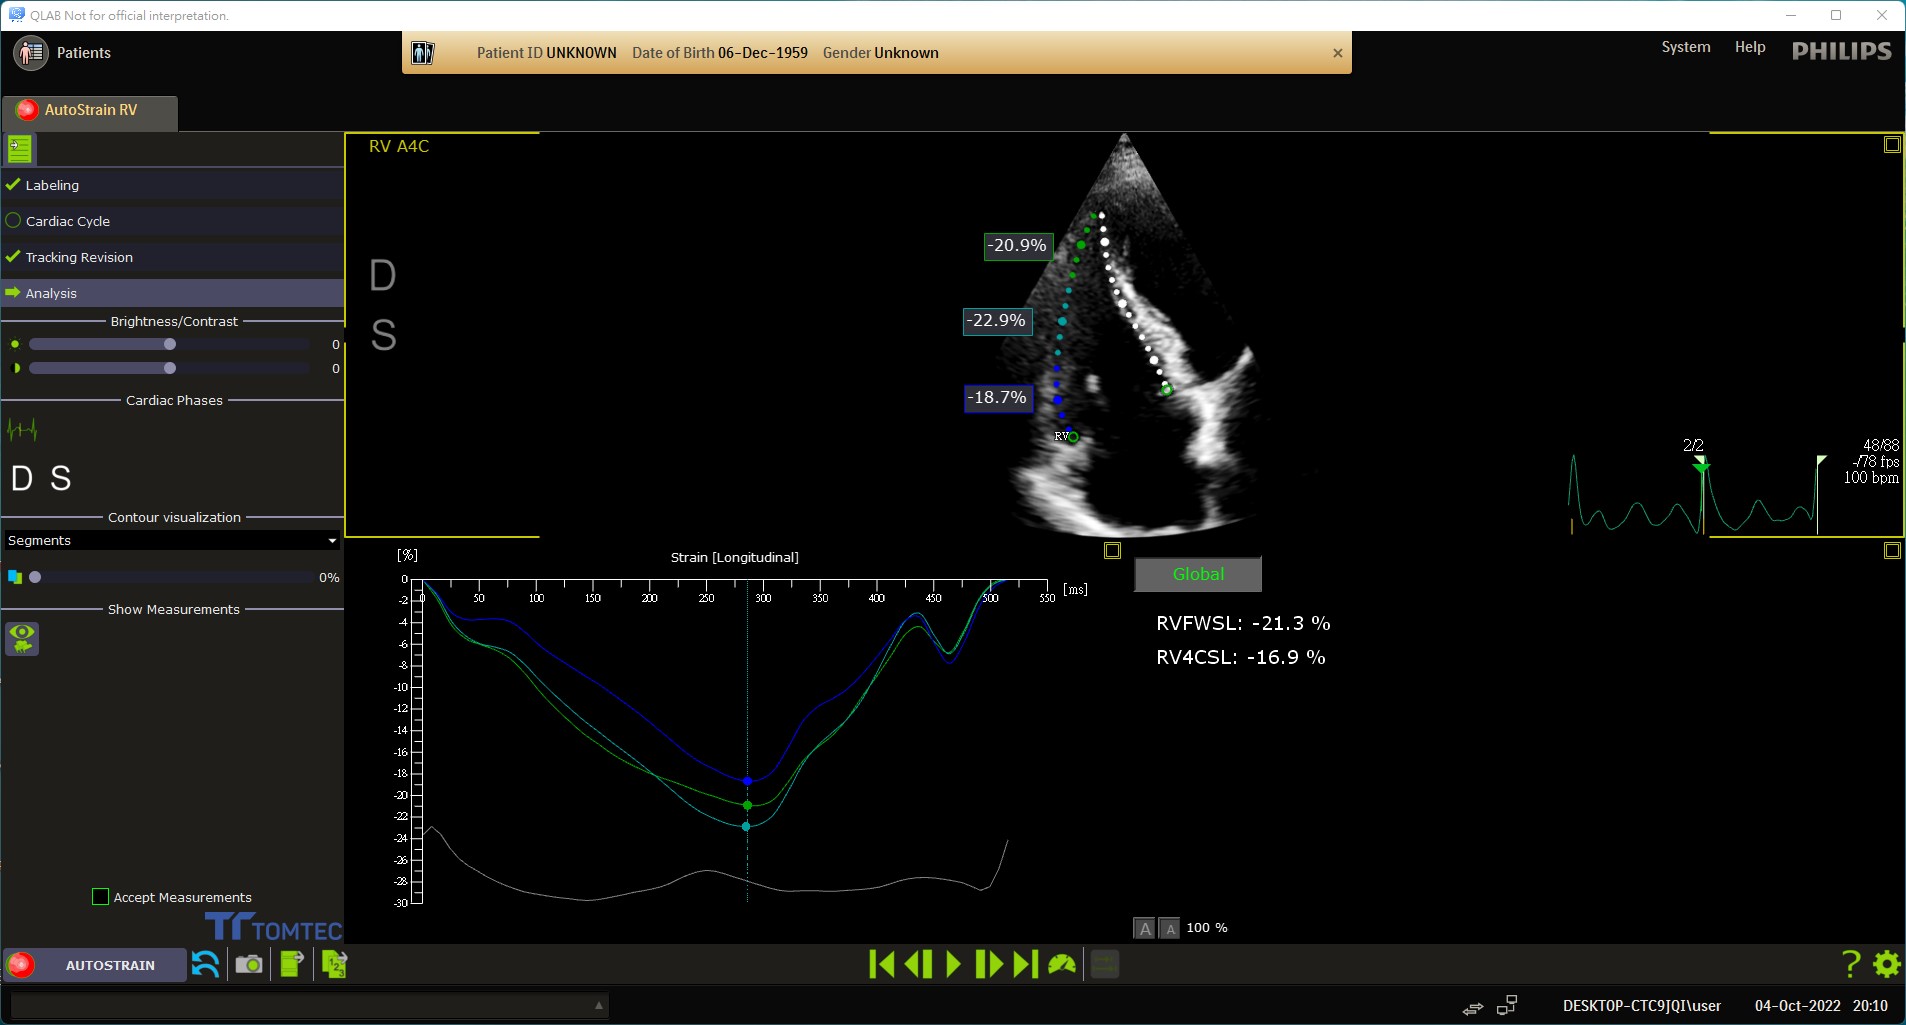 QLAB Not for official interpretation.
Patients
Patient ID UNKNOWN Date of Birth 06-Dec-1959 Gender Unknown
System Help PHILIPS
AutoStrain RV
Labeling
Cardiac Cycle
Tracking Revision
Analysis
Brightness/Contrast
0
0
Cardiac Phases
D S
Contour visualization
Segments
0%
Show Measurements
Accept Measurements
TOMTEC
RV A4C
D
S
-20.9%
-22.9%
-18.7%
RV
2/2
48/88
-/78 fps
100 bpm
[%]
Strain [Longitudinal]
0 50 100 150 200 250 300 350 400 450 500 550 [ms]
0
-2
-4
-6
-8
-10
-12
-14
-16
-18
-20
-22
-24
-26
-28
-30
Global
RVFWSL: -21.3 %
RV4CSL: -16.9 %
A A 100 %
AUTOSTRAIN
1 2 3
?
DESKTOP-CTC9JQI\user 04-Oct-2022 20:10